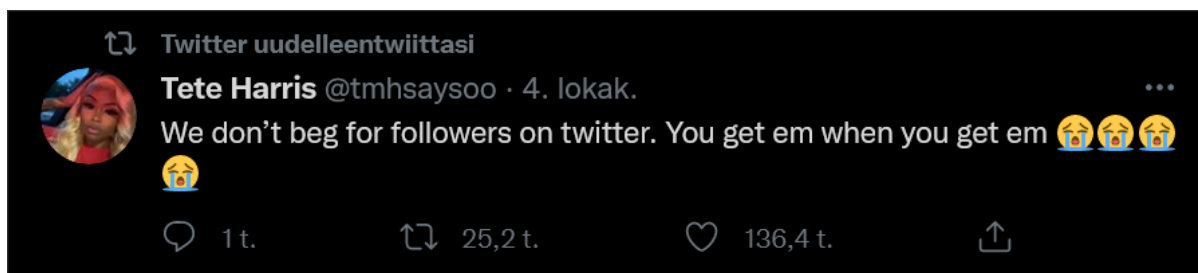 Twitter uudelleentwiittasi
Tete Harris @tmhsaysoo · 4. lokak.
We don’t beg for followers on twitter. You get em when you get em 😭😭😭
😭
1 t. 25,2 t. 136,4 t.